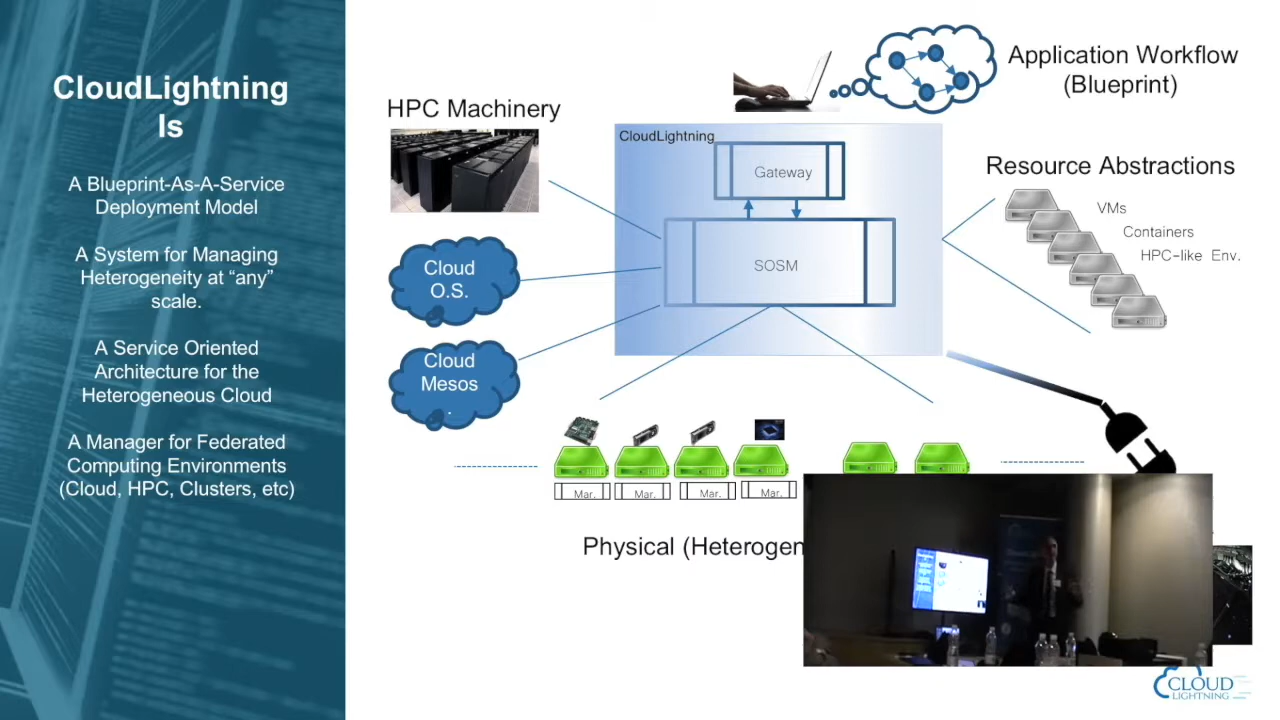 CloudLightning
Is
A Blueprint-As-A-Service
Deployment Model
A System for Managing
Heterogeneity at “any”
scale.
A Service Oriented
Architecture for the
Heterogeneous Cloud
A Manager for Federated
Computing Environments
(Cloud, HPC, Clusters, etc)
HPC Machinery
Application Workflow
(Blueprint)
CloudLightning
Gateway
SOSM
Resource Abstractions
VMs
Containers
HPC-like Env.
Cloud
O.S.
Cloud
Mesos
.
Mar.
Mar.
Mar.
Mar.
Physical (Heterogen
CLOUD
LIGHTNING